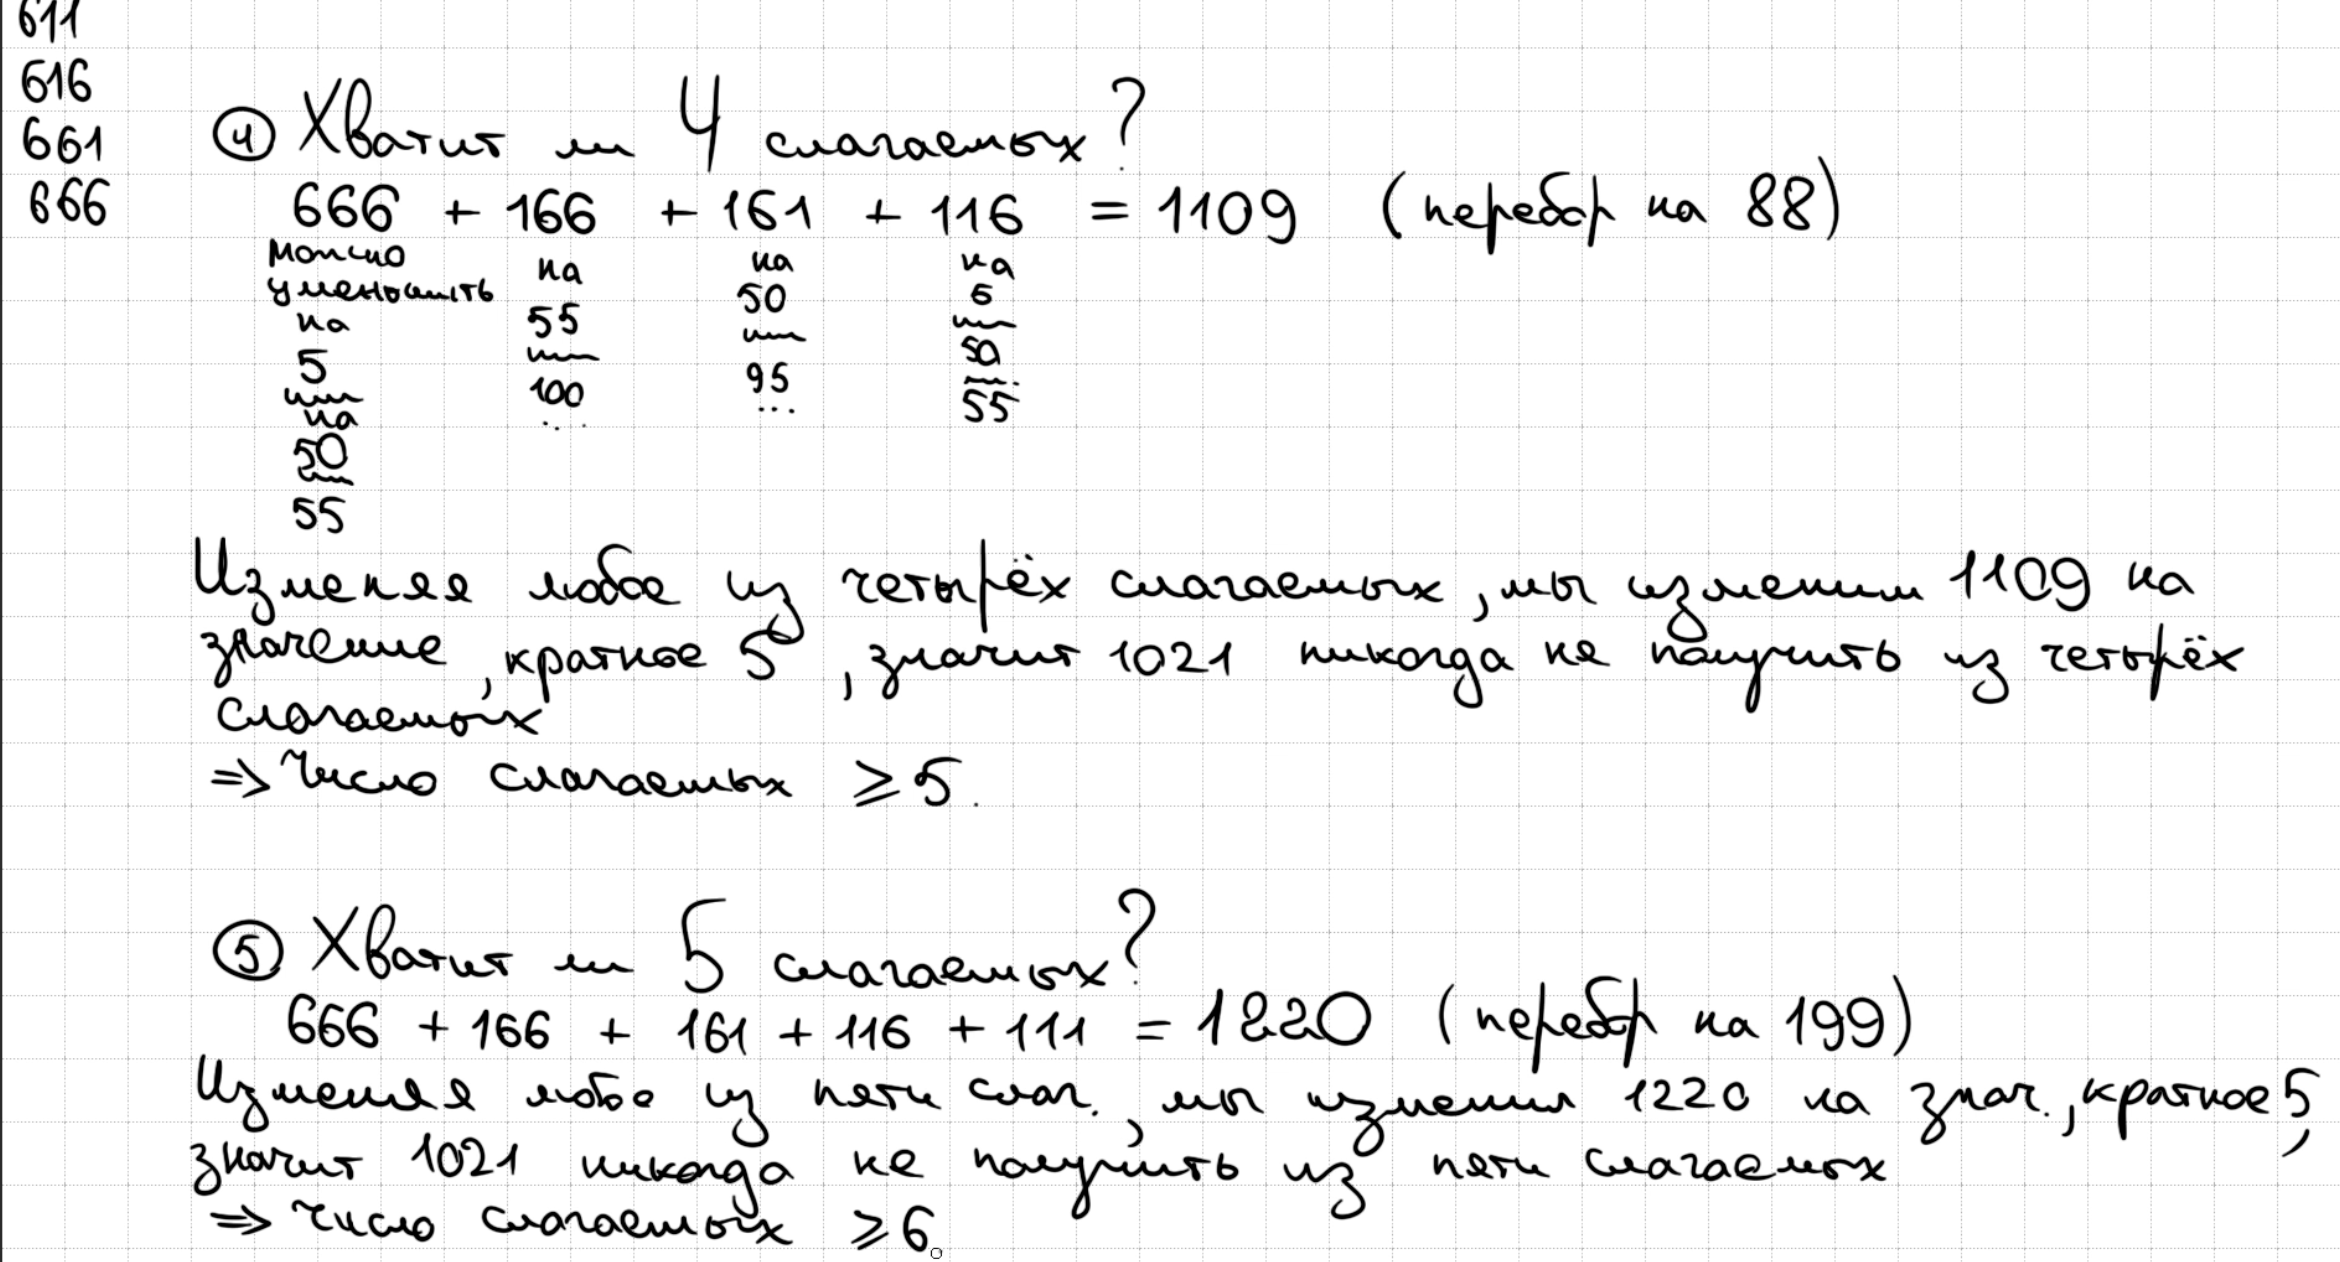 611
616
661
666
④ Хватит ли 4 слагаемых?
666 + 166 + 161 + 116 = 1109 (перебор на 88)
можно уменьшить на 5 или на 50 или 55
на 55 или 100 ...
на 50 или 95 ...
на 5 или 50 или 55
Изменяя любое из четырёх слагаемых, мы изменим 1109 на
значение, кратное 5, значит 1021 никогда не получить из четырёх
слагаемых
=> Число слагаемых ≥ 5.
⑤ Хватит ли 5 слагаемых?
666 + 166 + 161 + 116 + 111 = 1220 (перебор на 199)
Изменяя любое из пяти слаг., мы изменим 1220 на знач., кратное 5,
значит 1021 никогда не получить из пяти слагаемых
=> число слагаемых ≥ 6.